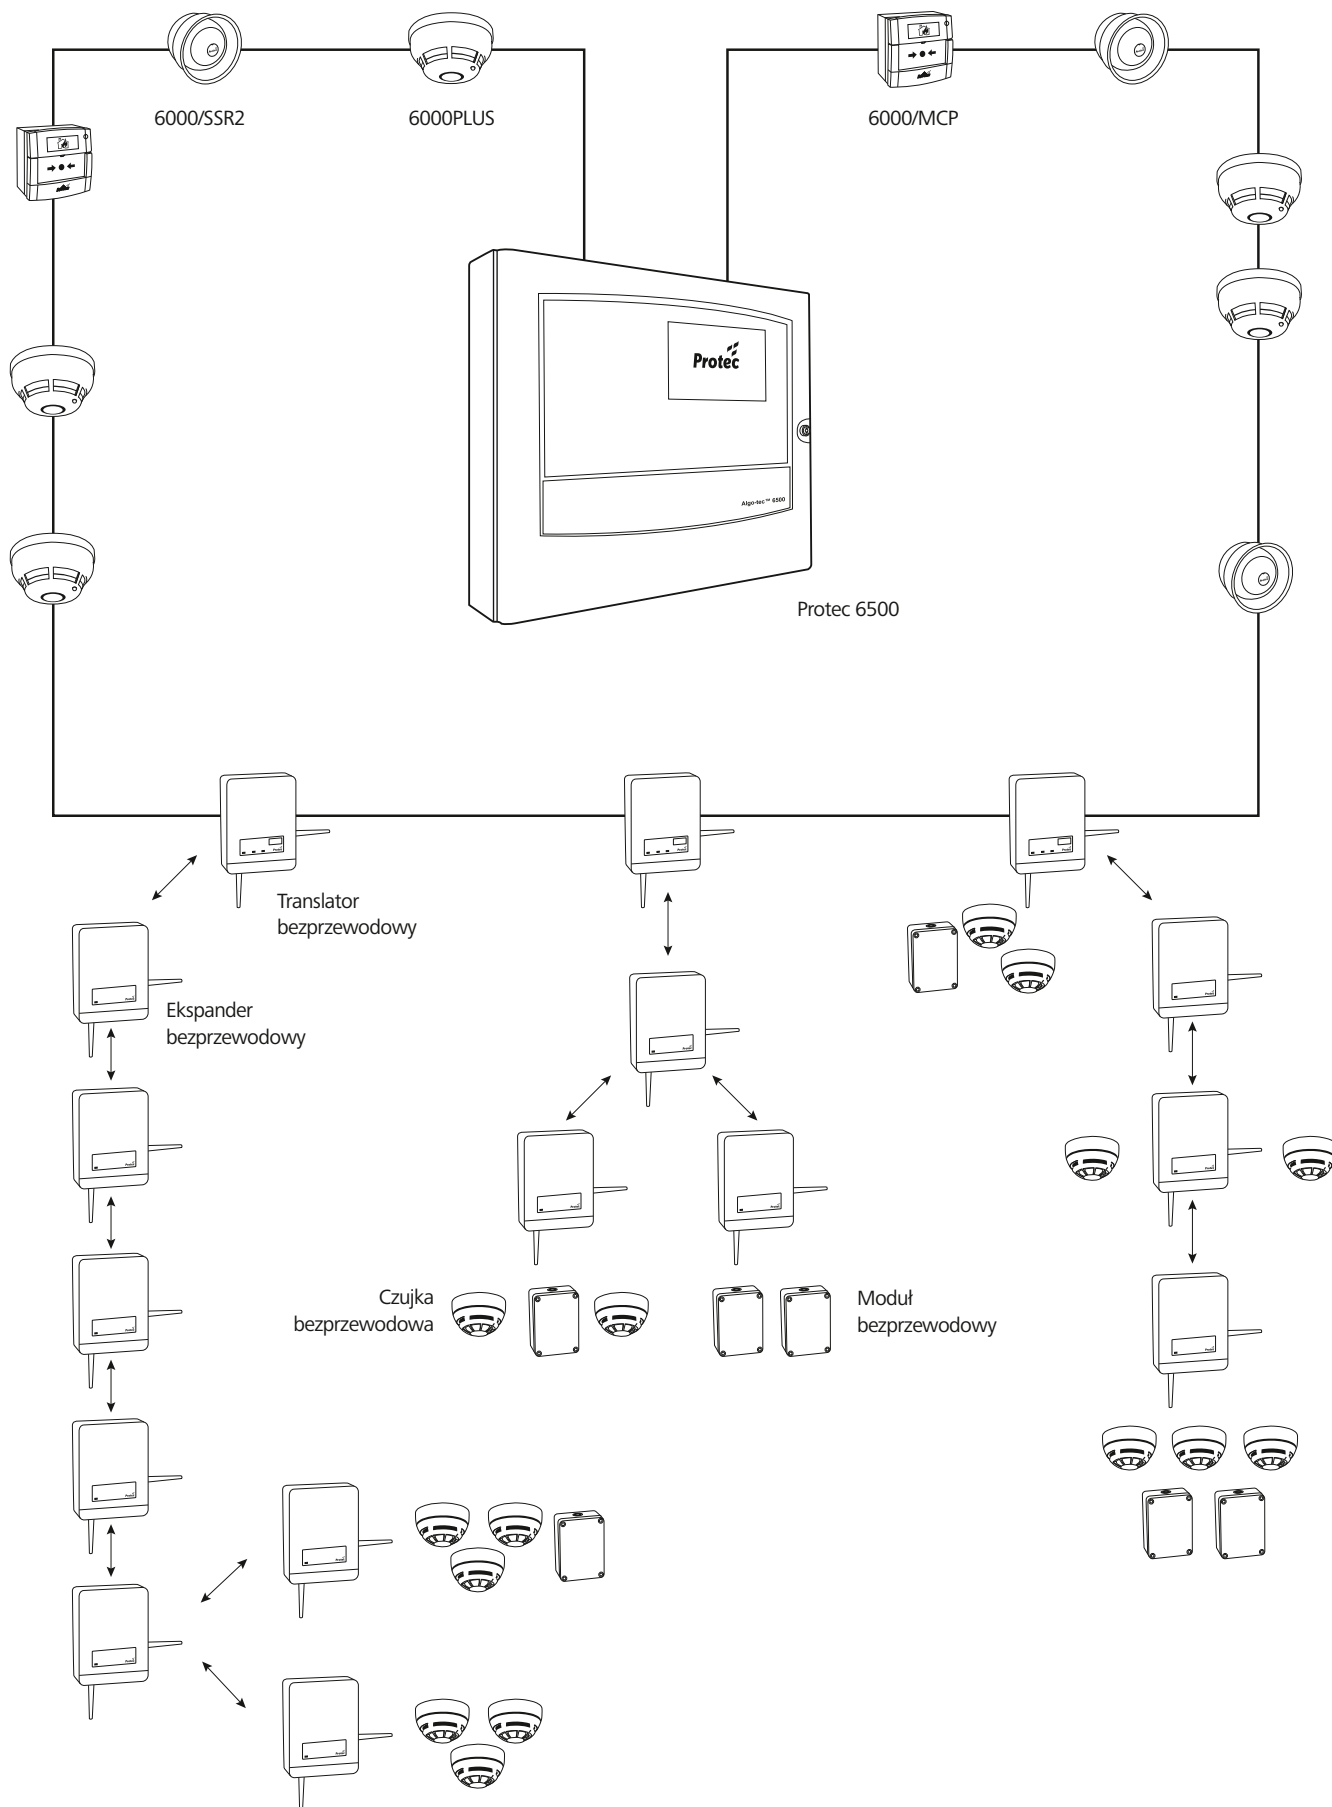 6000/SSR2
6000PLUS
6000/MCP
Protec
Algo-tec™ 6500
Protec 6500
Translator
bezprzewodowy
Ekspander
bezprzewodowy
Czujka
bezprzewodowa
Moduł
bezprzewodowy